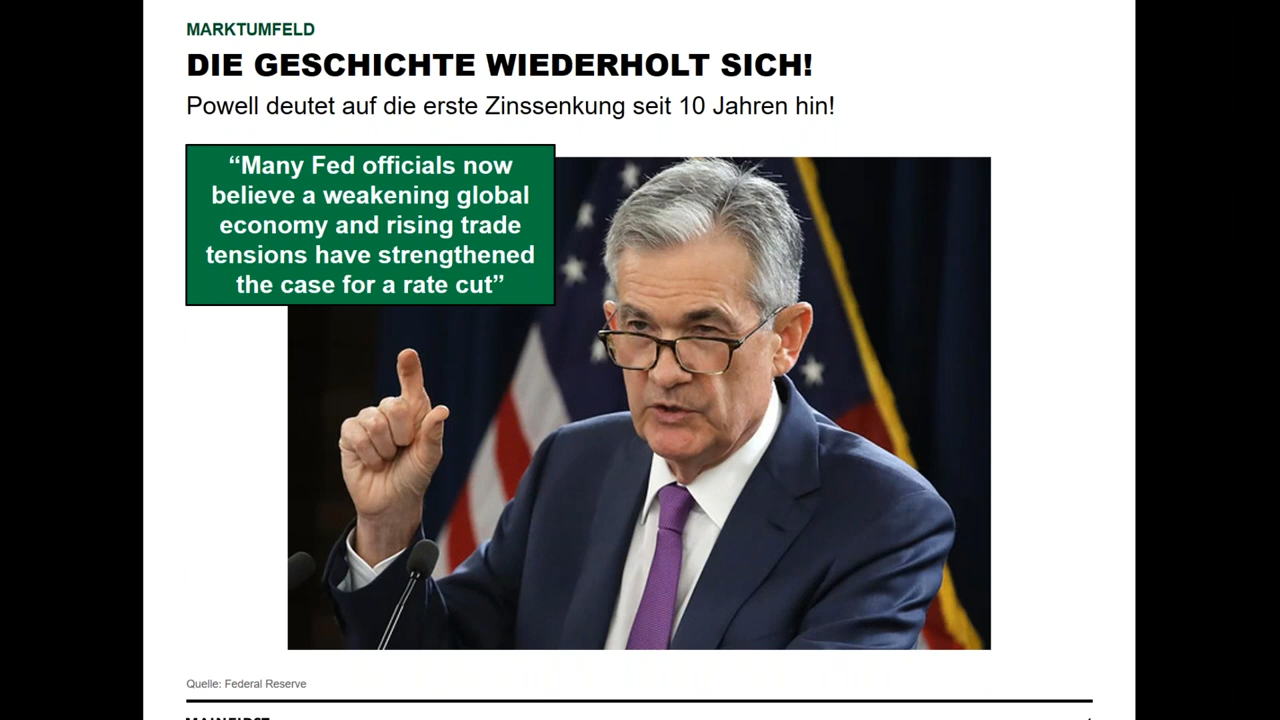 MARKTUMFELD
DIE GESCHICHTE WIEDERHOLT SICH!
Powell deutet auf die erste Zinssenkung seit 10 Jahren hin!
“Many Fed officials now
believe a weakening global
economy and rising trade
tensions have strengthened
the case for a rate cut”
Quelle: Federal Reserve
MAINFIRST